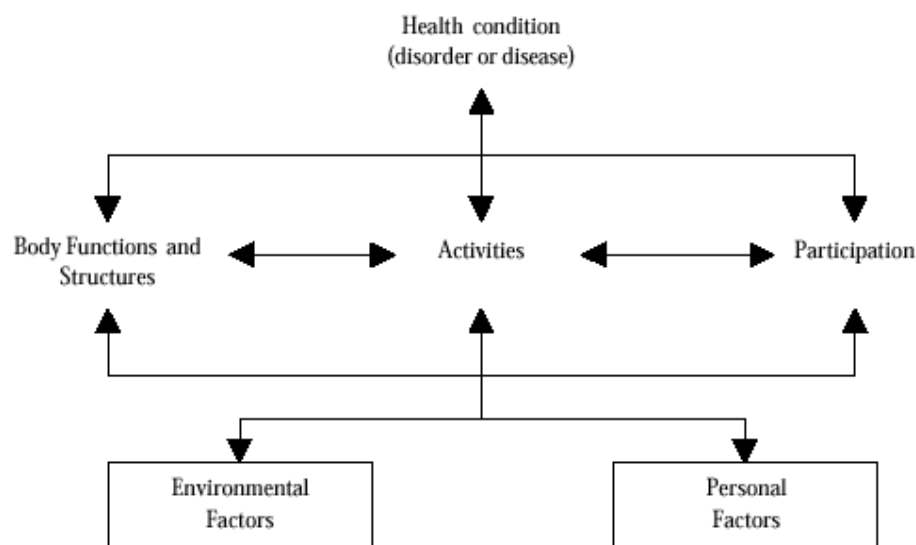 Health condition
(disorder or disease)
Body Functions and
Structures
Activities
Participation
Environmental
Factors
Personal
Factors